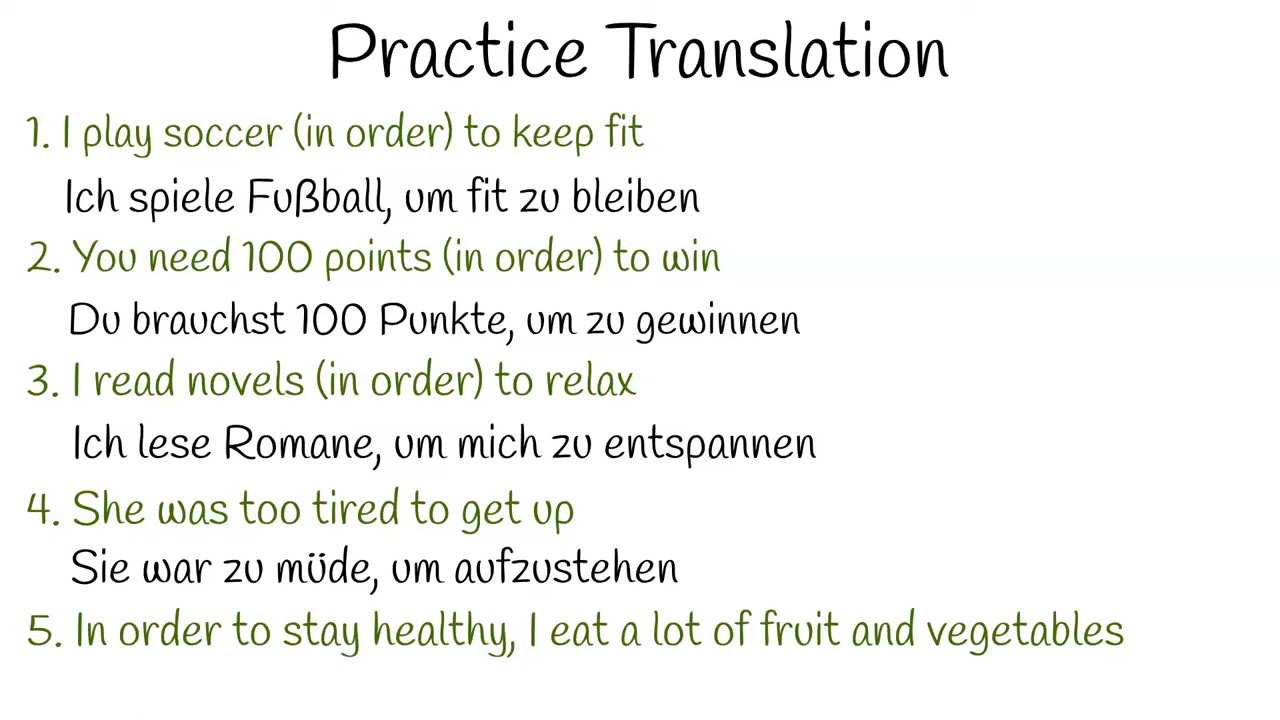 Practice Translation
1. I play soccer (in order) to keep fit
Ich spiele Fußball, um fit zu bleiben
2. You need 100 points (in order) to win
Du brauchst 100 Punkte, um zu gewinnen
3. I read novels (in order) to relax
Ich lese Romane, um mich zu entspannen
4. She was too tired to get up
Sie war zu müde, um aufzustehen
5. In order to stay healthy, I eat a lot of fruit and vegetables